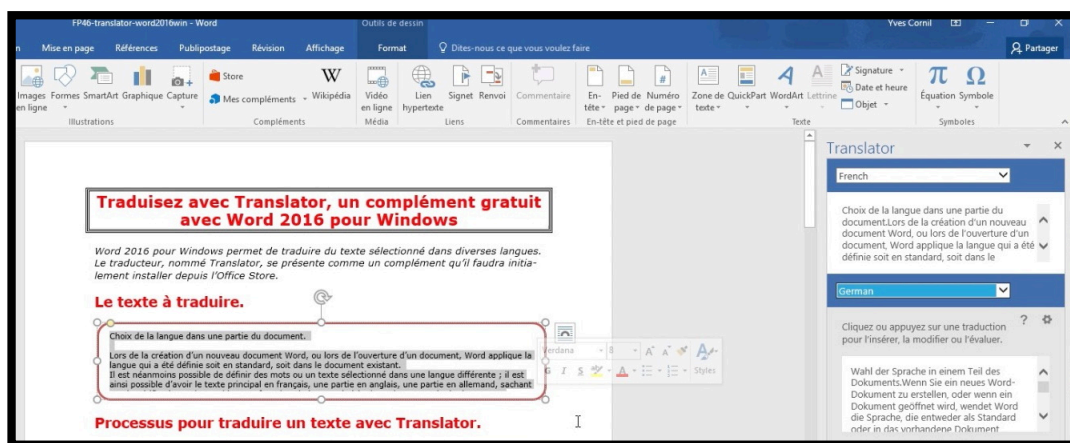 FP46-translator-word2016win - Word
Outils de dessin
Yves Cornil
Mise en page Références Publipostage Révision Affichage Format Dites-nous ce que vous voulez faire
Partager
Images en ligne
Formes
SmartArt
Graphique
Capture
Store
Mes compléments
Wikipédia
Vidéo en ligne
Lien hypertexte
Signet
Renvoi
Commentaire
En-tête
Pied de page
Numéro de page
Zone de texte
QuickPart
WordArt
Lettrine
Signature
Date et heure
Objet
Équation
Symbole
Illustrations
Compléments
Média
Liens
Commentaires
En-tête et pied de page
Texte
Symboles
Traduisez avec Translator, un complément gratuit
avec Word 2016 pour Windows
Word 2016 pour Windows permet de traduire du texte sélectionné dans diverses langues.
Le traducteur, nommé Translator, se présente comme un complément qu'il faudra initia-
lement installer depuis l'Office Store.
Le texte à traduire.
Choix de la langue dans une partie du document.
Lors de la création d'un nouveau document Word, ou lors de l'ouverture d'un document, Word applique la
langue qui a été définie soit en standard, soit dans le document existant.
Il est néanmoins possible de définir des mots ou un texte sélectionné dans une langue différente ; il est
ainsi possible d'avoir le texte principal en français, une partie en anglais, une partie en allemand, sachant
Verdana 8
G I S
Styles
Processus pour traduire un texte avec Translator.
Translator
French
Choix de la langue dans une partie du
document.Lors de la création d'un nouveau
document Word, ou lors de l'ouverture d'un
document, Word applique la langue qui a été
définie soit en standard, soit dans le
German
Cliquez ou appuyez sur une traduction
pour l'insérer, la modifier ou l'évaluer.
Wahl der Sprache in einem Teil des
Dokuments.Wenn Sie ein neues Word-
Dokument zu erstellen, oder wenn ein
Dokument geöffnet wird, wendet Word
die Sprache, die entweder als Standard
oder in das vorhandene Dokument